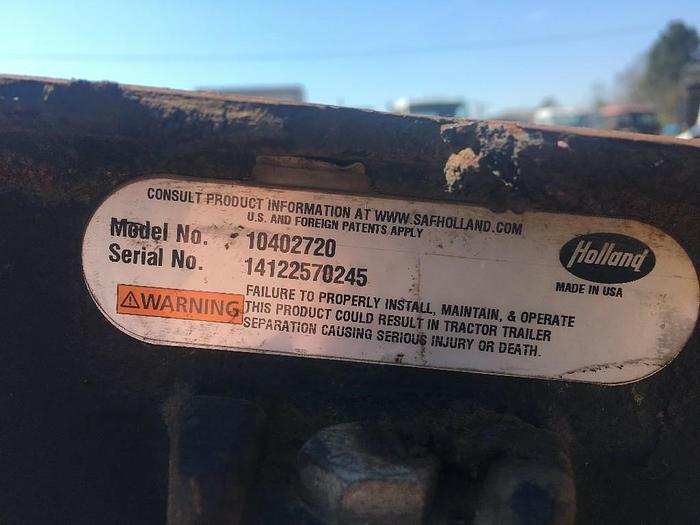 CONSULT PRODUCT INFORMATION AT WWW.SAFHOLLAND.COM
U.S. AND FOREIGN PATENTS APPLY
Model No. 10402720
Serial No. 14122570245
Holland
MADE IN USA
WARNING
FAILURE TO PROPERLY INSTALL, MAINTAIN, & OPERATE
THIS PRODUCT COULD RESULT IN TRACTOR TRAILER
SEPARATION CAUSING SERIOUS INJURY OR DEATH.